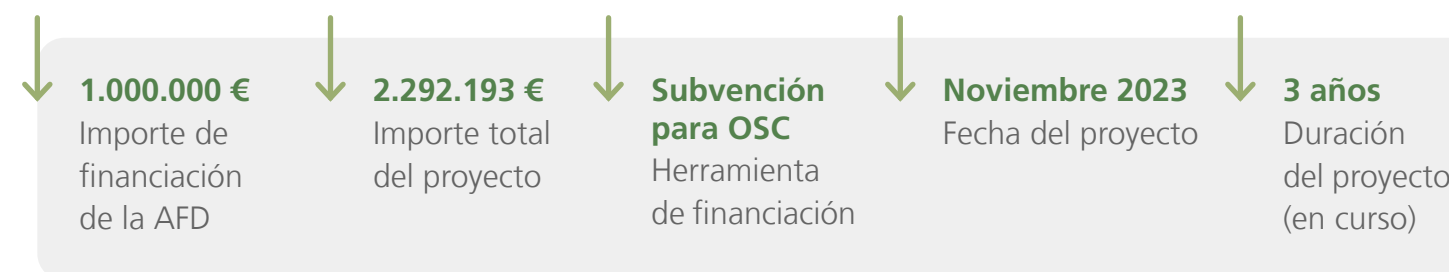 1.000.000 €
Importe de
financiación
de la AFD
2.292.193 €
Importe total
del proyecto
Subvención
para OSC
Herramienta
de financiación
Noviembre 2023
Fecha del proyecto
3 años
Duración
del proyecto
(en curso)